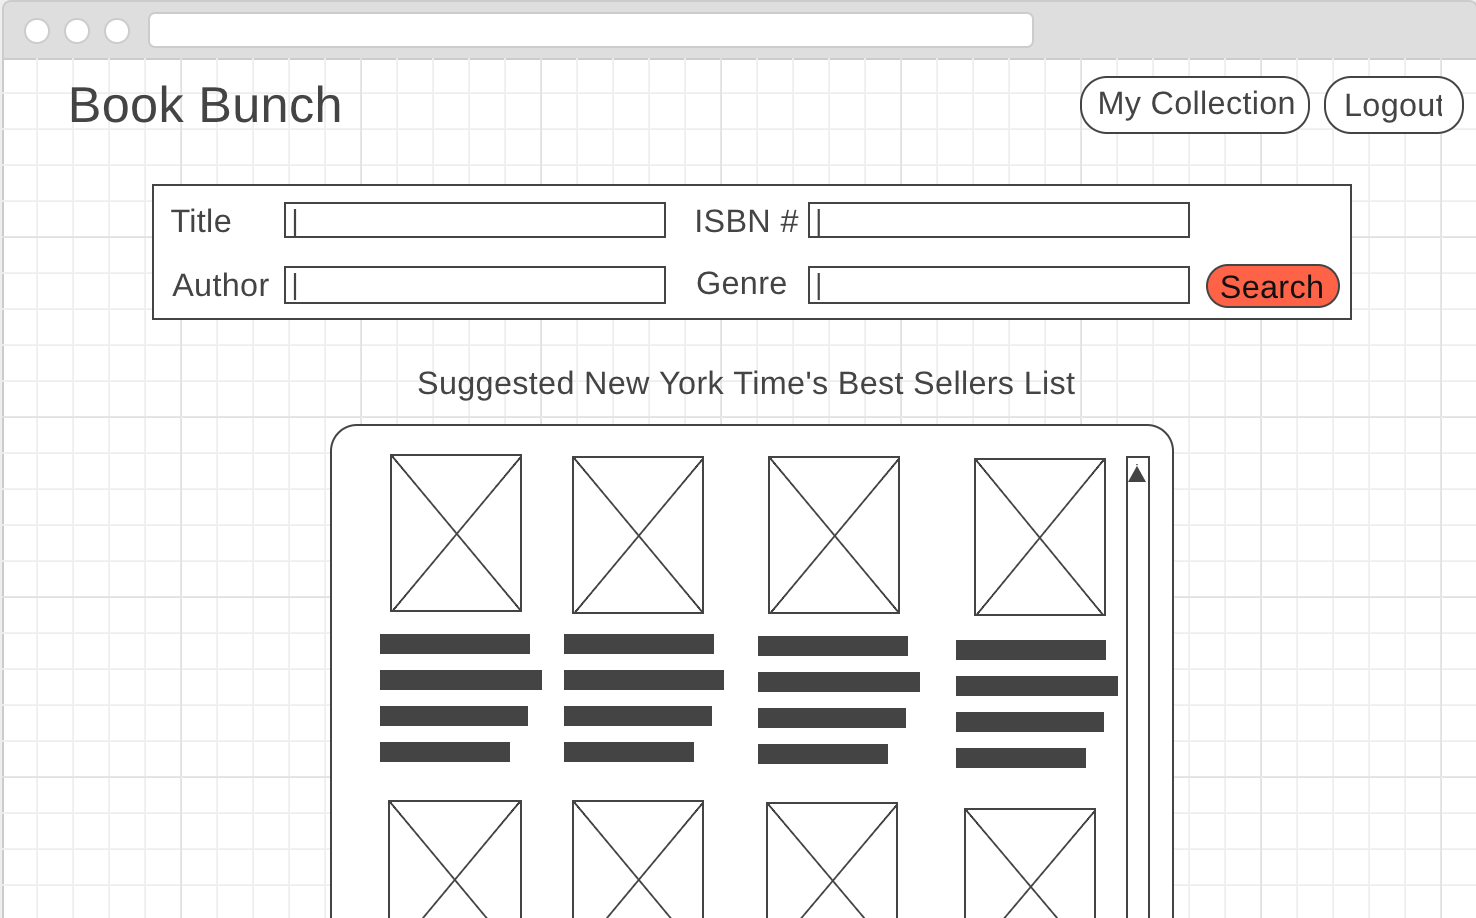 Book Bunch
My Collection
Logout
Title
ISBN #
Author
Genre
Search
Suggested New York Time's Best Sellers List